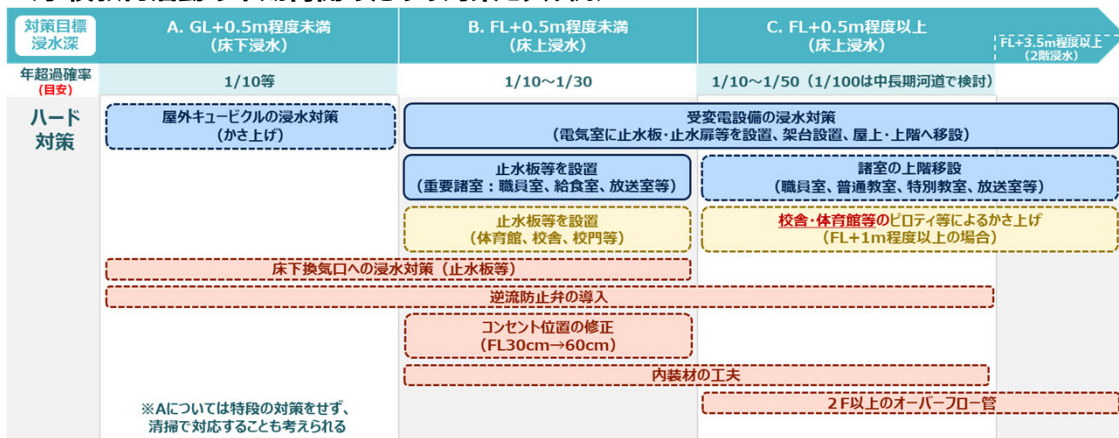 対策目標
浸水深
A. GL+0.5m程度未満
(床下浸水)
B. FL+0.5m程度未満
(床上浸水)
C. FL+0.5m程度以上
(床上浸水)
FL+3.5m程度以上
(2階浸水)
年超過確率
(目安)
1/10等
1/10～1/30
1/10～1/50（1/100は中長期河道で検討）
ハード
対策
屋外キュービクルの浸水対策
(かさ上げ)
受変電設備の浸水対策
(電気室に止水板・止水扉等を設置、架台設置、屋上・上階へ移設)
止水板等を設置
(重要諸室：職員室、給食室、放送室等)
諸室の上階移設
(職員室、普通教室、特別教室、放送室等)
止水板等を設置
(体育館、校舎、校門等)
校舎・体育館等のピロティ等によるかさ上げ
(FL+1m程度以上の場合)
床下換気口への浸水対策（止水板等）
逆流防止弁の導入
コンセント位置の修正
(FL30cm→60cm)
内装材の工夫
２F以上のオーバーフロー管
※Aについては特段の対策をせず、
清掃で対応することも考えられる